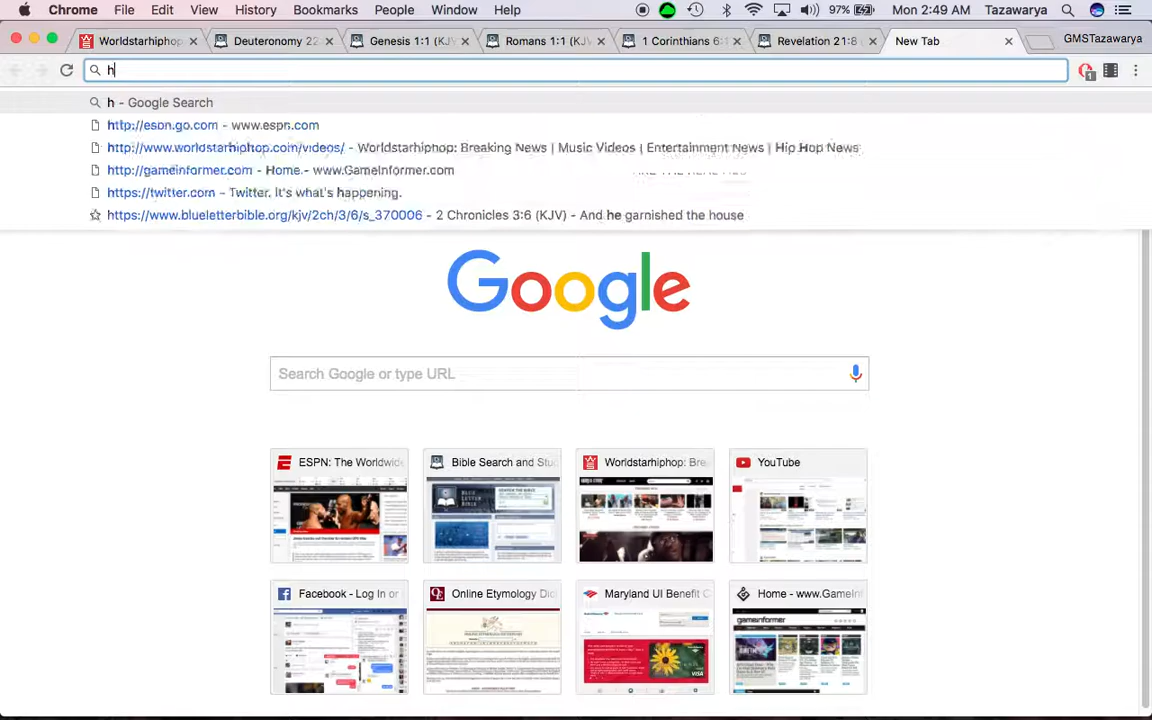 Chrome File Edit View History Bookmarks People Window Help 97% Mon 2:49 AM Tazawarya
Worldstarhiphop: Deuteronomy 22: Genesis 1:1 (KJV Romans 1:1 (KJV 1 Corinthians 6: Revelation 21:8 New Tab GMSTazawarya
h
1
h - Google Search
http://espn.go.com - www.espn.com
http://www.worldstarhiphop.com/videos/ - Worldstarhiphop: Breaking News | Music Videos | Entertainment News | Hip Hop News
http://gameinformer.com - Home - www.GameInformer.com
https://twitter.com - Twitter. It's what's happening.
https://www.blueletterbible.org/kjv/2ch/3/6/s_370006 - 2 Chronicles 3:6 (KJV) - And he garnished the house
Google
Search Google or type URL
ESPN: The Worldwide Bible Search and Stu Worldstarhiphop: Bre YouTube
Facebook - Log In or Online Etymology Dic Maryland UI Benefit C Home - www.GameIn
gameinformer